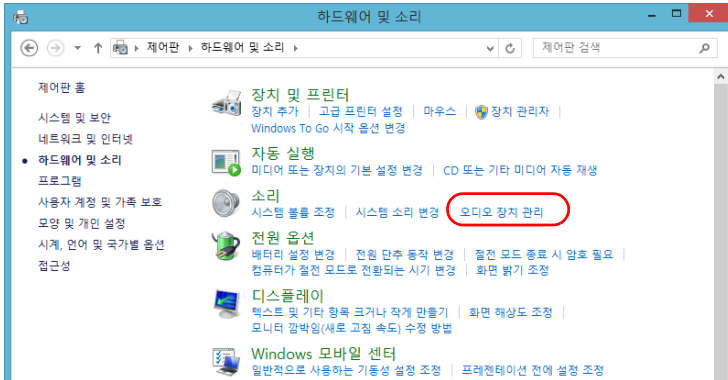 하드웨어 및 소리
제어판 ▸ 하드웨어 및 소리 ▸
제어판 검색
제어판 홈
시스템 및 보안
네트워크 및 인터넷
하드웨어 및 소리
프로그램
사용자 계정 및 가족 보호
모양 및 개인 설정
시계, 언어 및 국가별 옵션
접근성
장치 및 프린터
장치 추가 | 고급 프린터 설정 | 마우스 | 장치 관리자 |
Windows To Go 시작 옵션 변경
자동 실행
미디어 또는 장치의 기본 설정 변경 | CD 또는 기타 미디어 자동 재생
소리
시스템 볼륨 조정 | 시스템 소리 변경 | 오디오 장치 관리
전원 옵션
배터리 설정 변경 | 전원 단추 동작 변경 | 절전 모드 종료 시 암호 필요 |
컴퓨터가 절전 모드로 전환되는 시기 변경 | 화면 밝기 조정
디스플레이
텍스트 및 기타 항목 크거나 작게 만들기 | 화면 해상도 조정 |
모니터 깜박임(새로 고침 속도) 수정 방법
Windows 모바일 센터
일반적으로 사용하는 기동성 설정 조정 | 프레젠테이션 전에 설정 조정